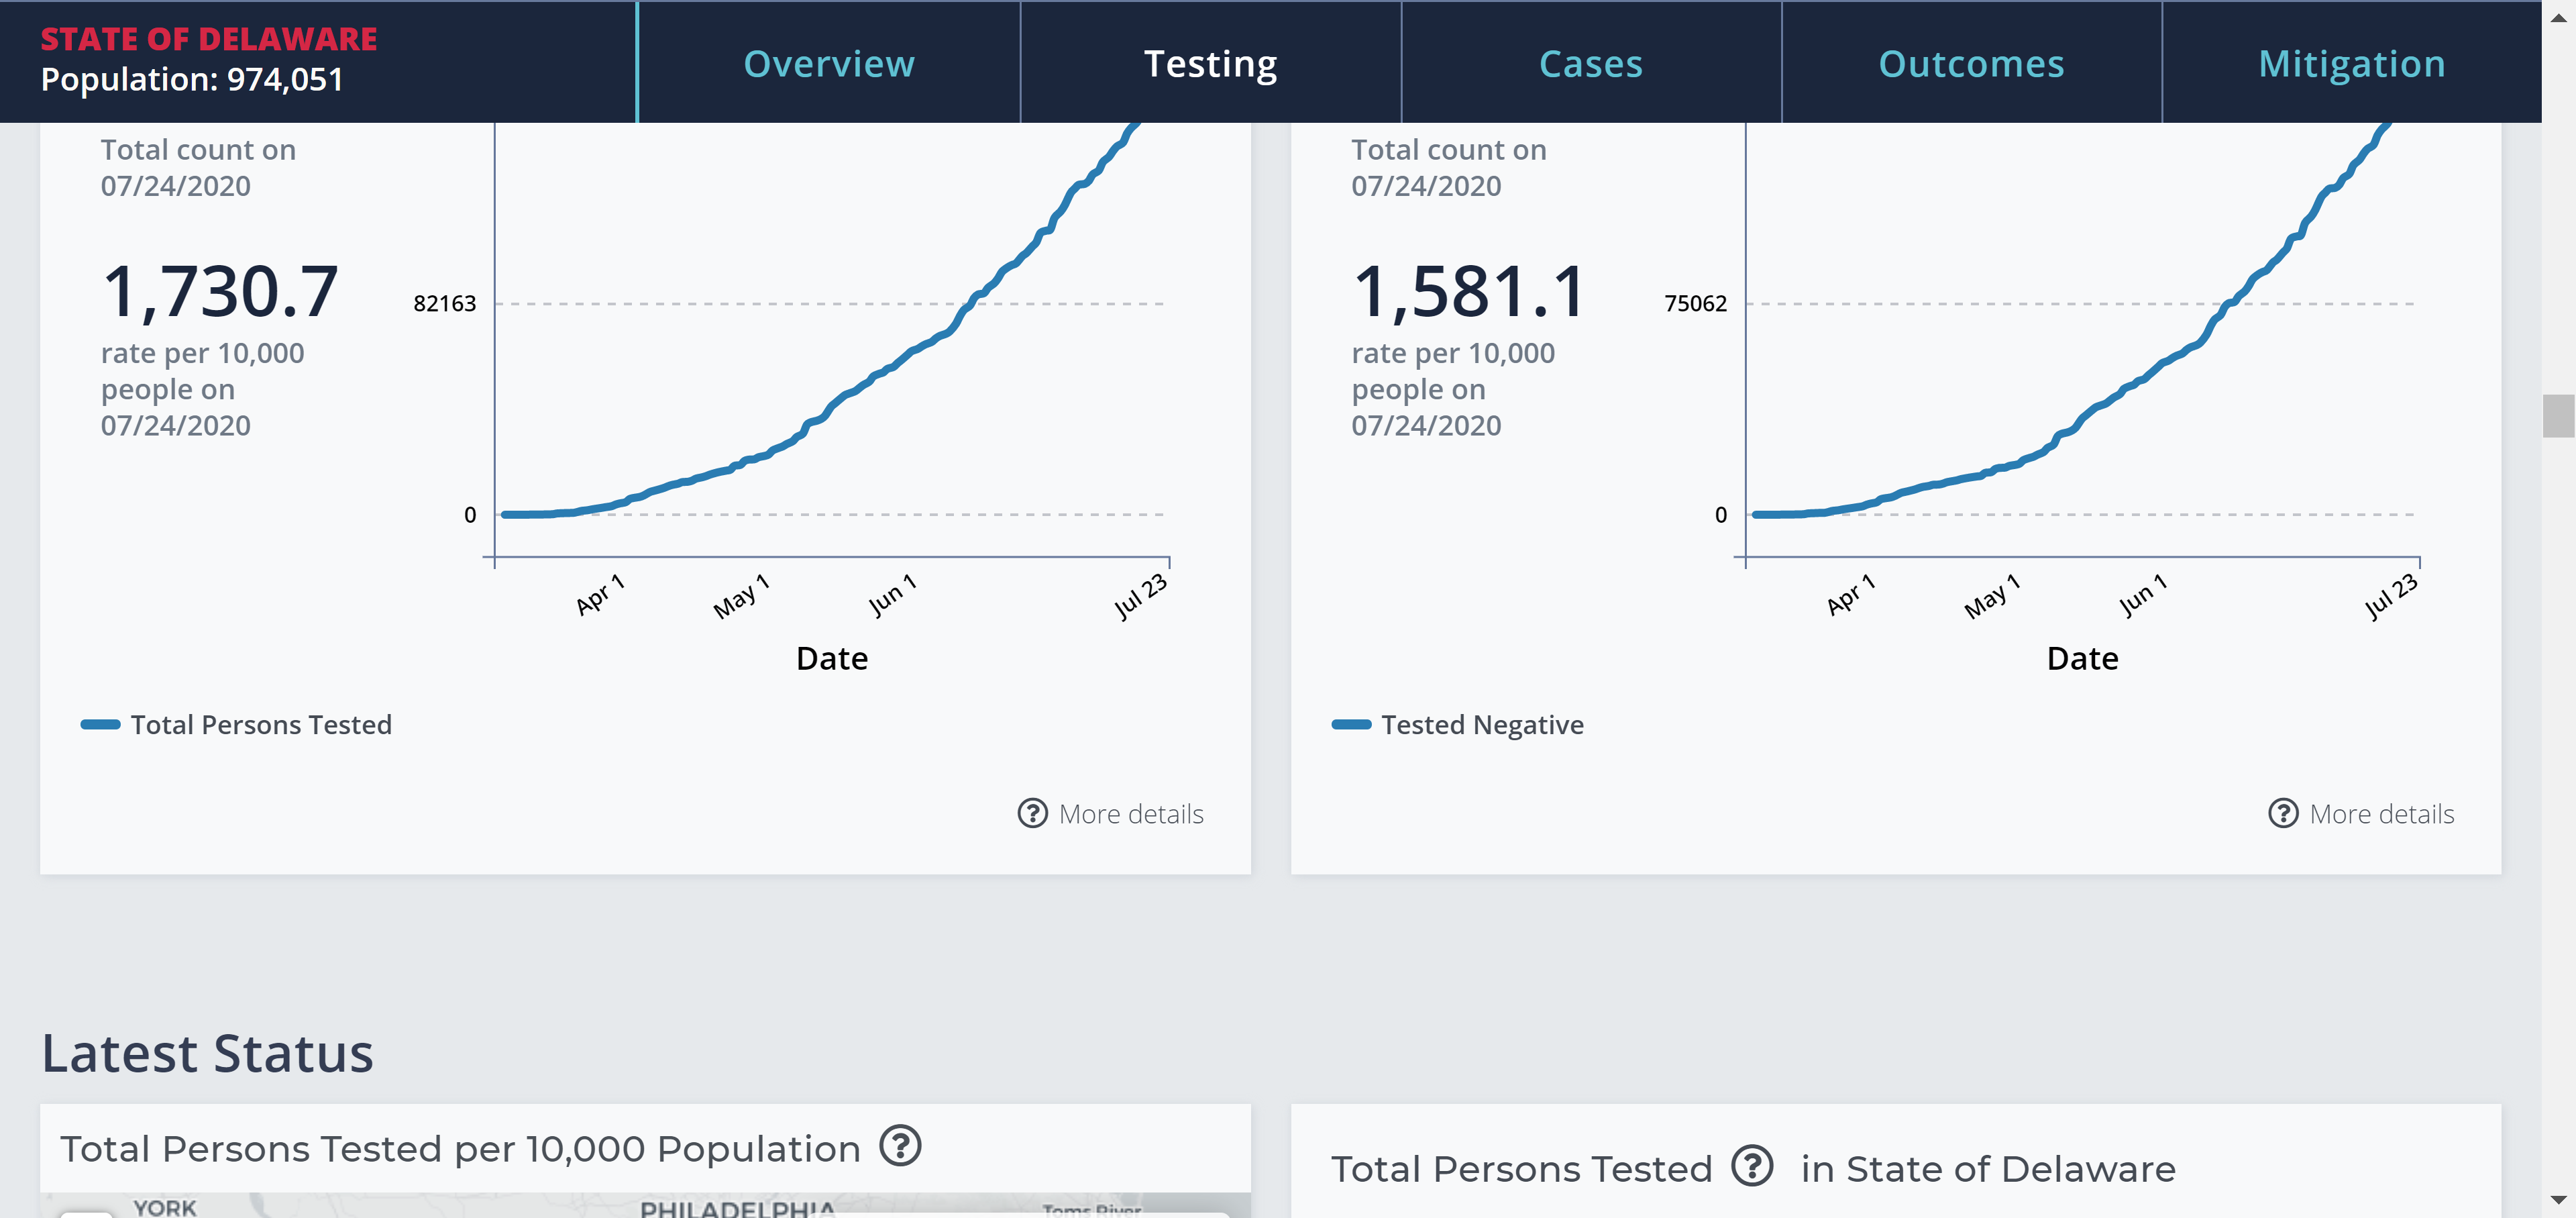 STATE OF DELAWARE
Population: 974,051
Overview
Testing
Cases
Outcomes
Mitigation
Total count on
07/24/2020
1,730.7
rate per 10,000
people on
07/24/2020
82163
0
Apr 1
May 1
Jun 1
Jul 23
Date
Total Persons Tested
More details
Total count on
07/24/2020
1,581.1
rate per 10,000
people on
07/24/2020
75062
0
Apr 1
May 1
Jun 1
Jul 23
Date
Tested Negative
More details
Latest Status
Total Persons Tested per 10,000 Population
YORK
PHILADELPHIA
Toms River
Total Persons Tested in State of Delaware